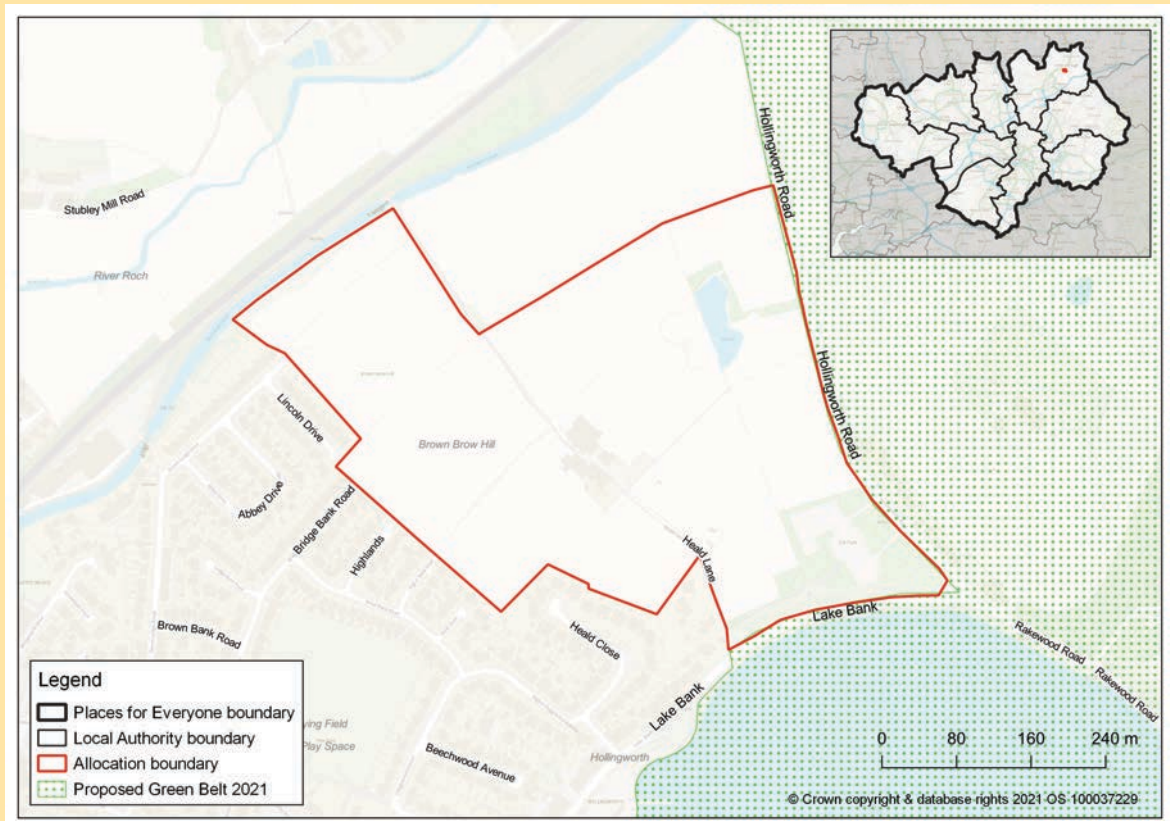 Hollingworth Road
Stubley Mill Road
River Roch
Hollingworth Road
Lincoln Drive
Brown Brow Hill
Abbey Drive
Bridge Bank Road
Highlands
Heald Lane
Lake Bank
Brown Bank Road
Heald Close
Rakewood Road
Rakewood Road
Lake Bank
ying Field
Play Space
Beechwood Avenue
Hollingworth
Legend
Places for Everyone boundary
Local Authority boundary
Allocation boundary
Proposed Green Belt 2021
0 80 160 240 m
© Crown copyright & database rights 2021 OS 100037229